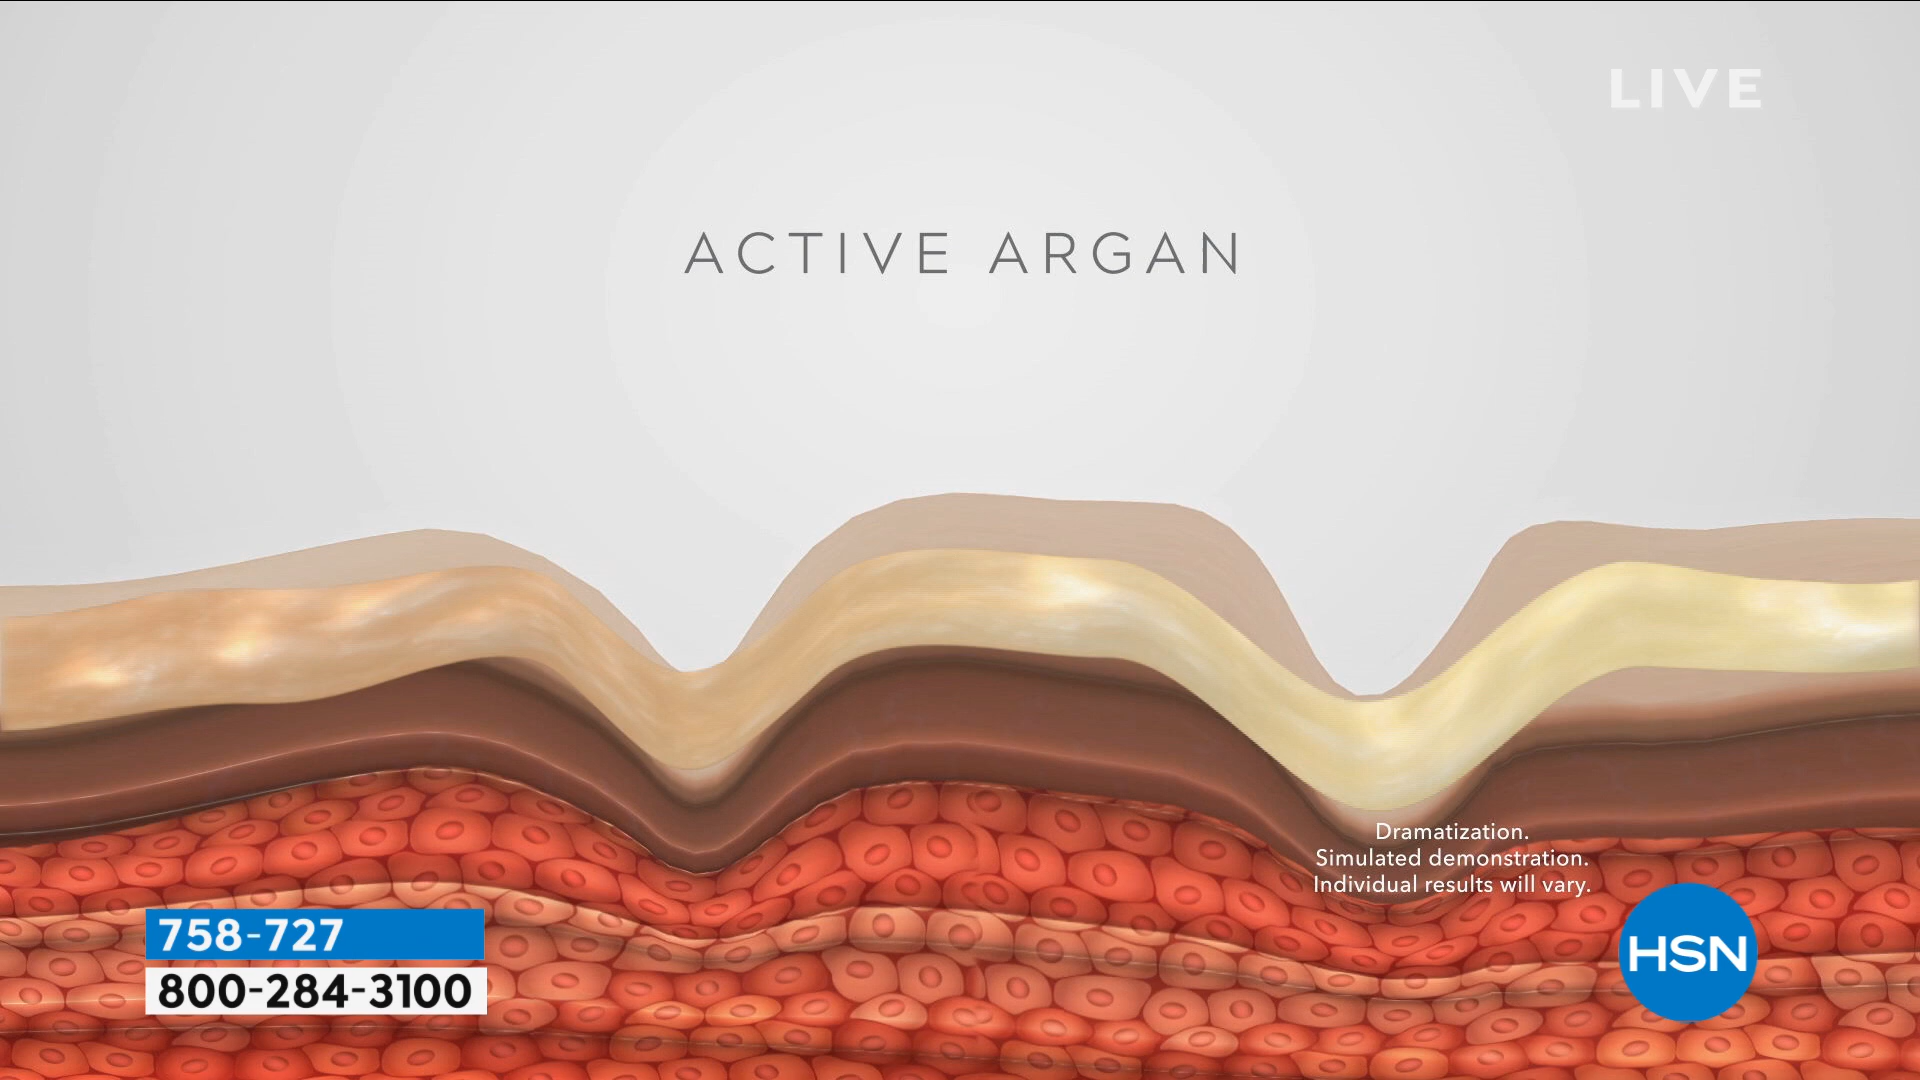 LIVE
ACTIVE ARGAN
Dramatization.
Simulated demonstration.
Individual results will vary.
758-727
800-284-3100
HSN